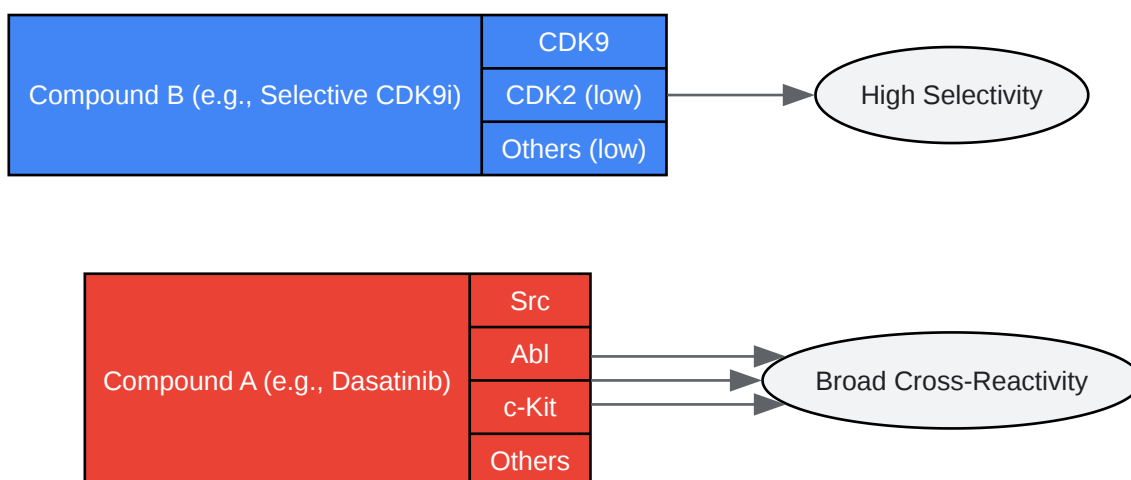 Compound B (e.g., Selective CDK9i)
CDK9
CDK2 (low)
Others (low)
High Selectivity
Compound A (e.g., Dasatinib)
Src
Abl
c-Kit
Others
Broad Cross-Reactivity